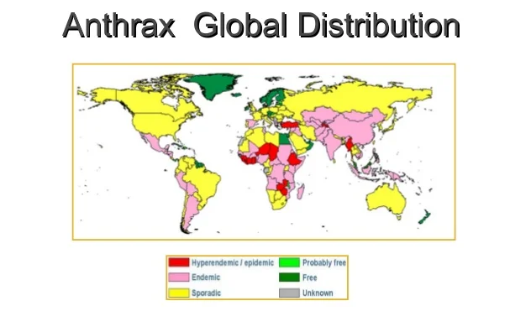 Anthrax Global Distribution
Hyperendemic / epidemic
Probably free
Endemic
Free
Sporadic
Unknown